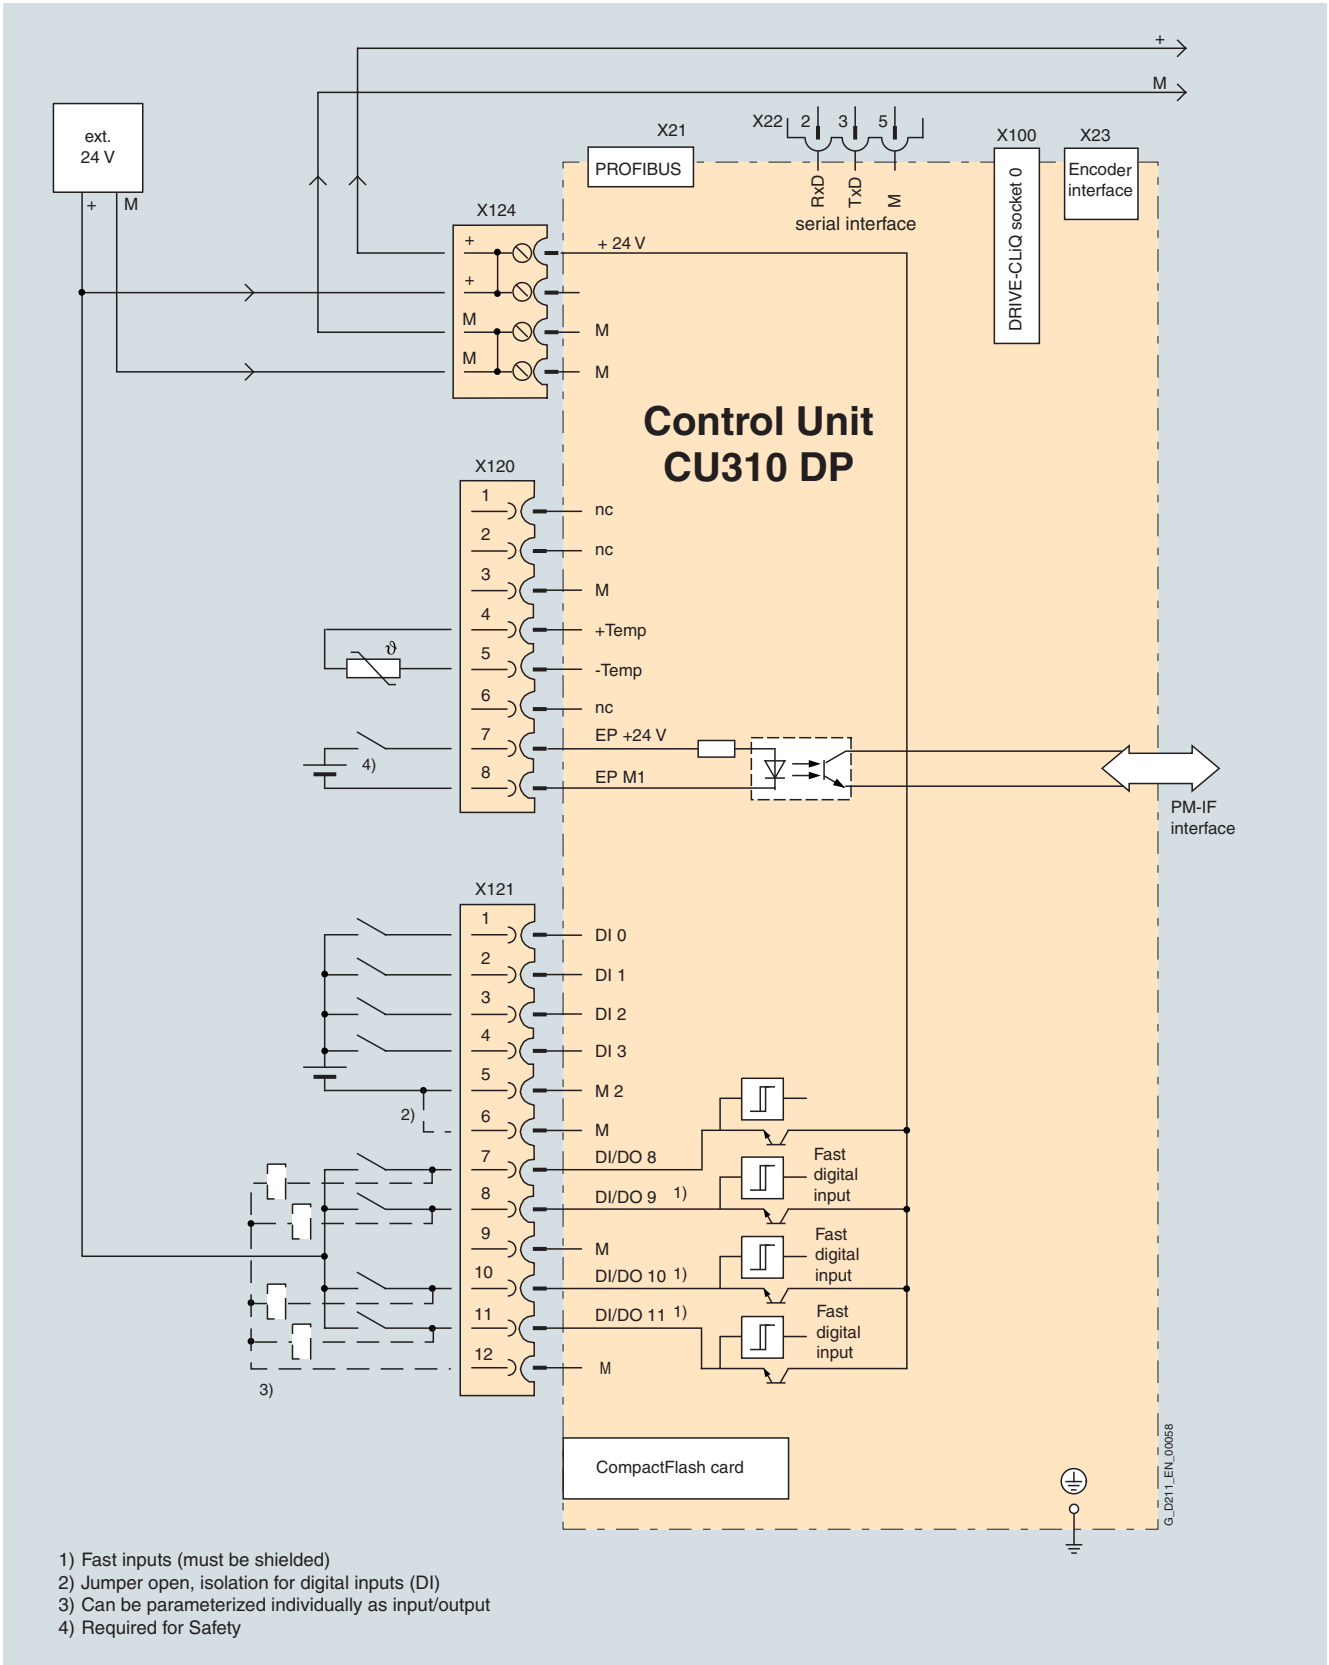 +
M
ext.
24 V
+ M
X21
PROFIBUS
X22 2 3 5
RxD
TxD
M
serial interface
X100
DRIVE-CLiQ socket 0
X23
Encoder
interface
X124
+ + 24 V
+
M M
M M
Control Unit
CU310 DP
X120
1 nc
2 nc
3 M
4 +Temp
ϑ
5 -Temp
6 nc
7 EP +24 V
4)
8 EP M1
PM-IF
interface
X121
1 DI 0
2 DI 1
3 DI 2
4 DI 3
5 M 2
2)
6 M
7 DI/DO 8
Fast
digital
input
8 DI/DO 9 1)
9 M
Fast
digital
input
10 DI/DO 10 1)
11 DI/DO 11 1)
Fast
digital
input
12 M
3)
CompactFlash card
G_D211_EN_00058
1) Fast inputs (must be shielded)
2) Jumper open, isolation for digital inputs (DI)
3) Can be parameterized individually as input/output
4) Required for Safety